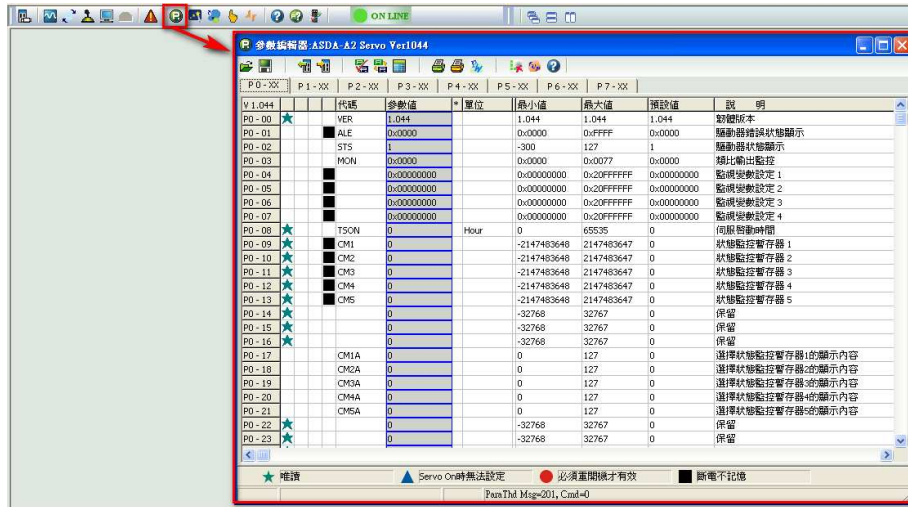 ON LINE
參數編輯器:ASDA-A2 Servo Ver1044
P0-XX P1-XX P2-XX P3-XX P4-XX P5-XX P6-XX P7-XX
V 1.044 代碼 參數值 * 單位 最小值 最大值 預設值 說 明
P0-00 VER 1.044 1.044 1.044 1.044 韌體版本
P0-01 ALE 0x0000 0x0000 0xFFFF 0x0000 驅動器錯誤狀態顯示
P0-02 STS 1 -300 127 1 驅動器狀態顯示
P0-03 MON 0x0000 0x0000 0x0077 0x0000 類比輸出監控
P0-04 0x00000000 0x00000000 0x20FFFFFF 0x00000000 監視變數設定 1
P0-05 0x00000000 0x00000000 0x20FFFFFF 0x00000000 監視變數設定 2
P0-06 0x00000000 0x00000000 0x20FFFFFF 0x00000000 監視變數設定 3
P0-07 0x00000000 0x00000000 0x20FFFFFF 0x00000000 監視變數設定 4
P0-08 TSON 0 Hour 0 65535 0 伺服啟動時間
P0-09 CM1 0 -2147483648 2147483647 0 狀態監控暫存器 1
P0-10 CM2 0 -2147483648 2147483647 0 狀態監控暫存器 2
P0-11 CM3 0 -2147483648 2147483647 0 狀態監控暫存器 3
P0-12 CM4 0 -2147483648 2147483647 0 狀態監控暫存器 4
P0-13 CM5 0 -2147483648 2147483647 0 狀態監控暫存器 5
P0-14 0 -32768 32767 0 保留
P0-15 0 -32768 32767 0 保留
P0-16 0 -32768 32767 0 保留
P0-17 CM1A 0 0 127 0 選擇狀態監控暫存器1的顯示內容
P0-18 CM2A 0 0 127 0 選擇狀態監控暫存器2的顯示內容
P0-19 CM3A 0 0 127 0 選擇狀態監控暫存器3的顯示內容
P0-20 CM4A 0 0 127 0 選擇狀態監控暫存器4的顯示內容
P0-21 CM5A 0 0 127 0 選擇狀態監控暫存器5的顯示內容
P0-22 0 -32768 32767 0 保留
P0-23 0 -32768 32767 0 保留
唯讀 Servo On時無法設定 必須重開機才有效 斷電不記憶
ParaThd Msg=201, Cmd=0